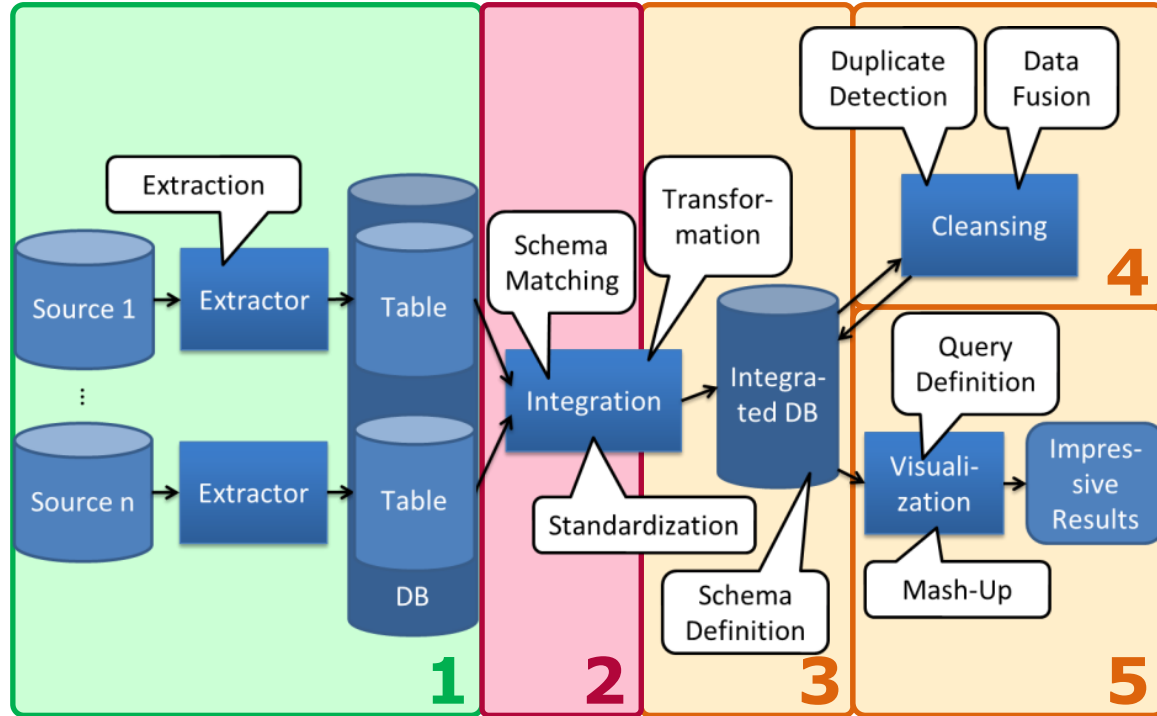 Extraction
Source 1
Extractor
Table
⋮
Source n
Extractor
Table
DB
1
Schema
Matching
Integration
Standardization
2
Transfor-
mation
Integra-
ted DB
Schema
Definition
3
Duplicate
Detection
Data
Fusion
Cleansing
4
Query
Definition
Visuali-
zation
Impres-
sive
Results
Mash-Up
5